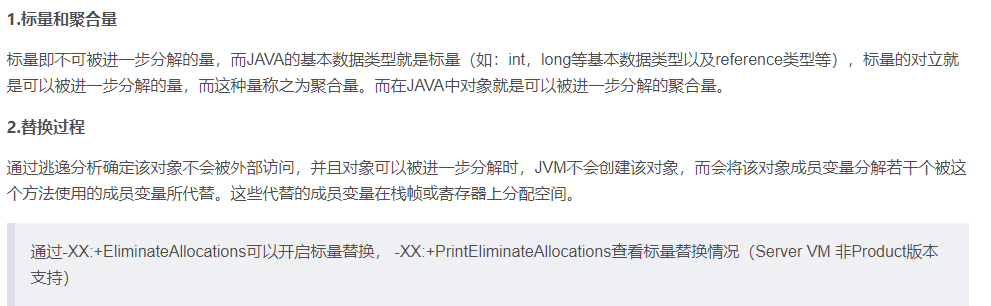 1.标量和聚合量
标量即不可被进一步分解的量，而JAVA的基本数据类型就是标量（如：int，long等基本数据类型以及reference类型等），标量的对立就
是可以被进一步分解的量，而这种量称之为聚合量。而在JAVA中对象就是可以被进一步分解的聚合量。
2.替换过程
通过逃逸分析确定该对象不会被外部访问，并且对象可以被进一步分解时，JVM不会创建该对象，而会将该对象成员变量分解若干个被这
个方法使用的成员变量所代替。这些代替的成员变量在栈帧或寄存器上分配空间。
通过-XX:+EliminateAllocations可以开启标量替换， -XX:+PrintEliminateAllocations查看标量替换情况（Server VM 非Product版本
支持）